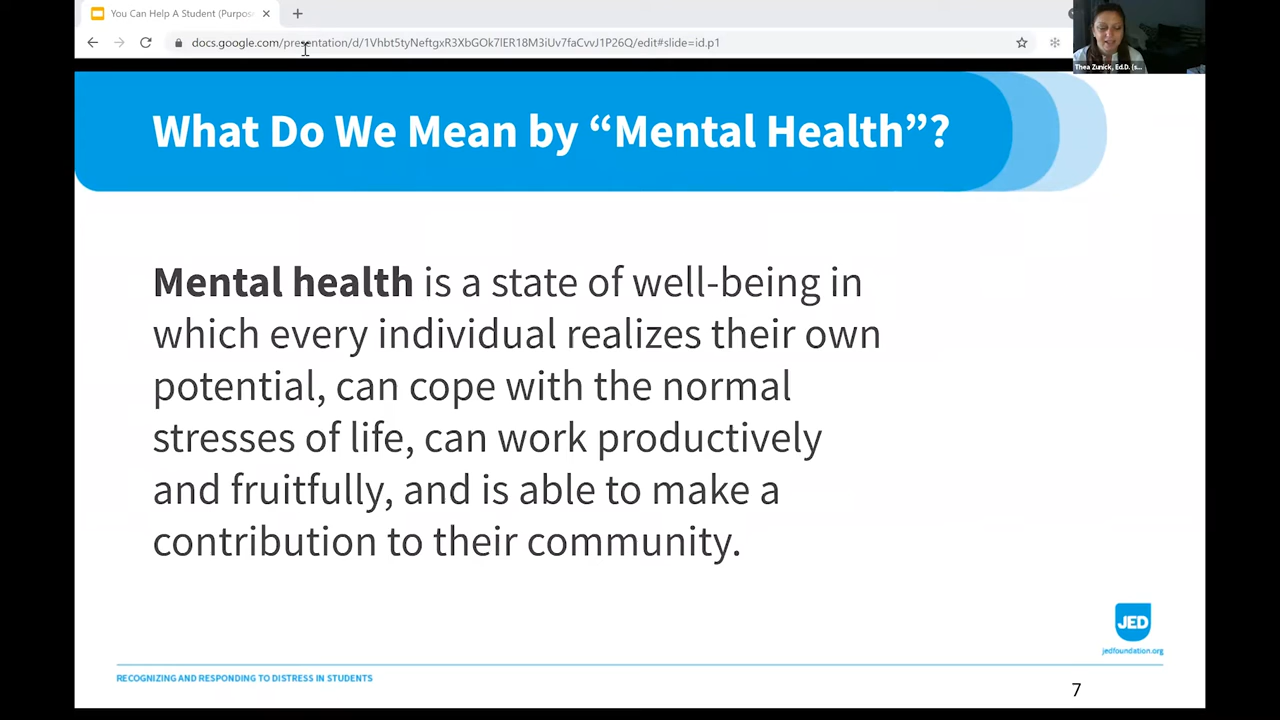 You Can Help A Student (Purpos
docs.google.com/presentation/d/1Vhbt5tyNeftgxR3XbGOk7lER18M3iUv7faCvvJ1P26Q/edit#slide=id.p1
Thea Zunick, Ed.D. (s...
What Do We Mean by “Mental Health”?
Mental health is a state of well-being in
which every individual realizes their own
potential, can cope with the normal
stresses of life, can work productively
and fruitfully, and is able to make a
contribution to their community.
JED
jedfoundation.org
RECOGNIZING AND RESPONDING TO DISTRESS IN STUDENTS
7